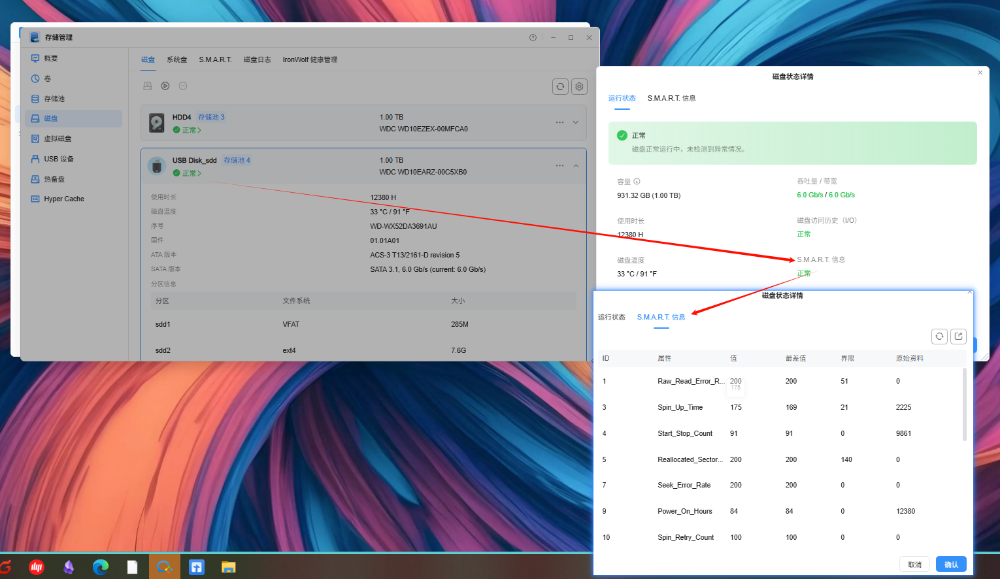 存储管理
概要
卷
存储池
磁盘
虚拟磁盘
USB 设备
热备盘
Hyper Cache
磁盘 系统盘 S.M.A.R.T. 磁盘日志 IronWolf 健康管理
HDD4 存储池 3
正常
1.00 TB
WDC WD10EZEX-00MFCA0
USB Disk_sdd 存储池 4
正常
1.00 TB
WDC WD10EARZ-00C5XB0
使用时长 12380 H
磁盘温度 33 °C / 91 °F
序号 WD-WX52DA3691AU
固件 01.01A01
ATA 版本 ACS-3 T13/2161-D revision 5
SATA 版本 SATA 3.1, 6.0 Gb/s (current: 6.0 Gb/s)
分区信息
分区 文件系统 大小
sdd1 VFAT 285M
sdd2 ext4 7.6G
磁盘状态详情
运行状态 S.M.A.R.T. 信息
正常
磁盘正常运行中，未检测到异常情况。
容量
931.32 GB (1.00 TB)
吞吐量 / 带宽
6.0 Gb/s / 6.0 Gb/s
使用时长
12380 H
磁盘访问历史（I/O）
正常
磁盘温度
33 °C / 91 °F
S.M.A.R.T. 信息
正常
磁盘状态详情
运行状态 S.M.A.R.T. 信息
ID 属性 值 最差值 界限 原始资料
1 Raw_Read_Error_R... 200 200 51 0
175
3 Spin_Up_Time 175 169 21 2225
4 Start_Stop_Count 91 91 0 9861
5 Reallocated_Sector... 200 200 140 0
7 Seek_Error_Rate 200 200 0 0
9 Power_On_Hours 84 84 0 12380
10 Spin_Retry_Count 100 100 0 0
取消 确认